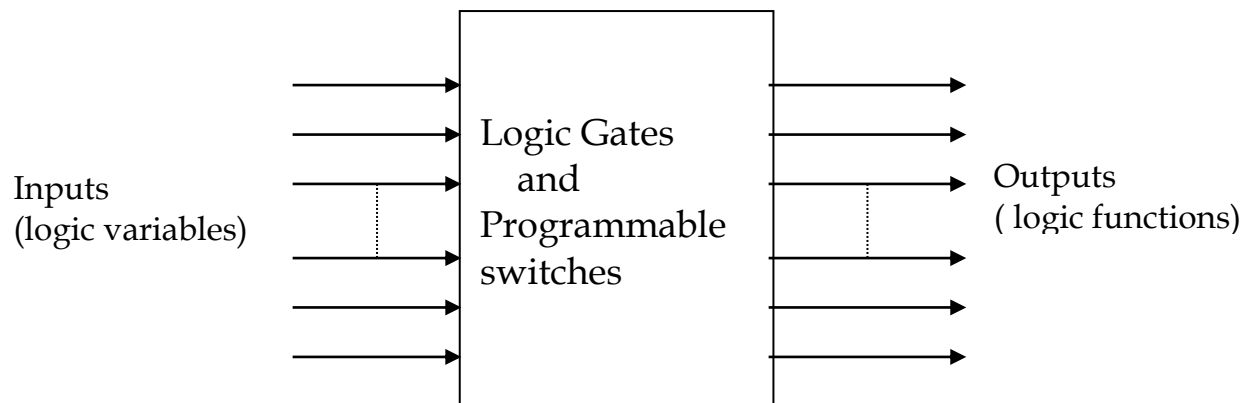 Inputs
(logic variables)
Logic Gates
and
Programmable
switches
Outputs
( logic functions)